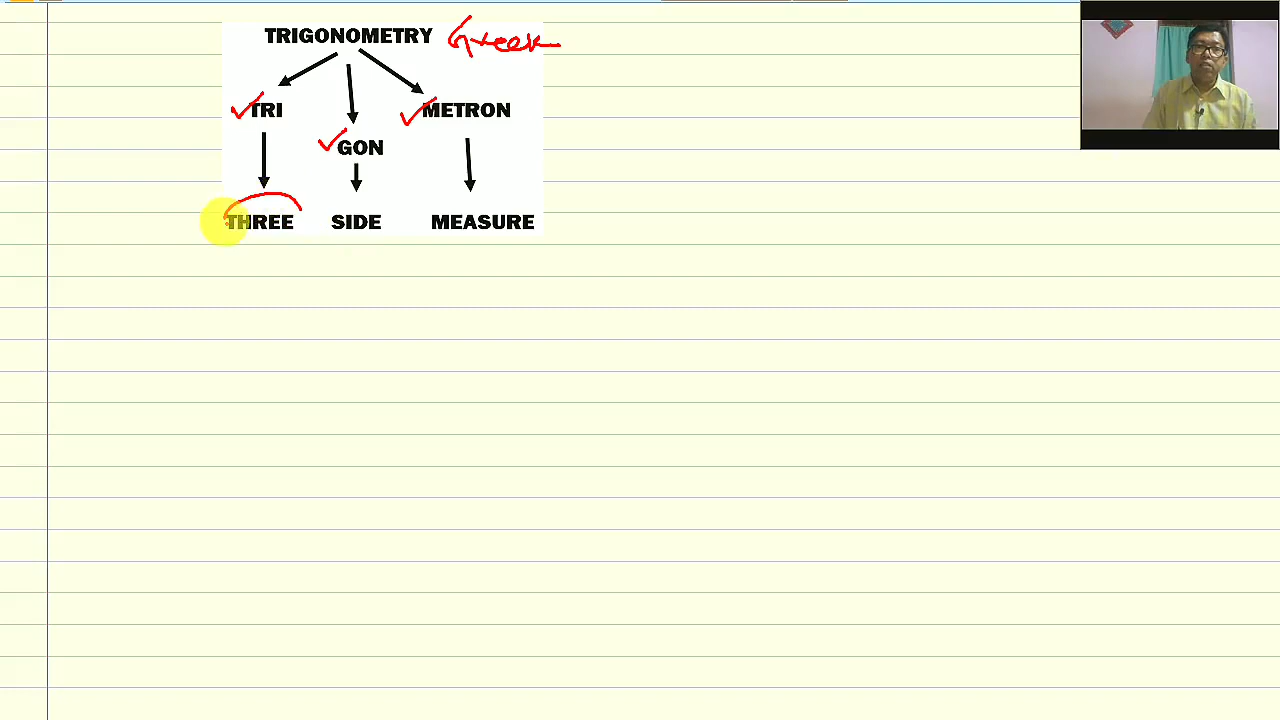 TRIGONOMETRY Greek
TRI METRON
GON
THREE SIDE MEASURE